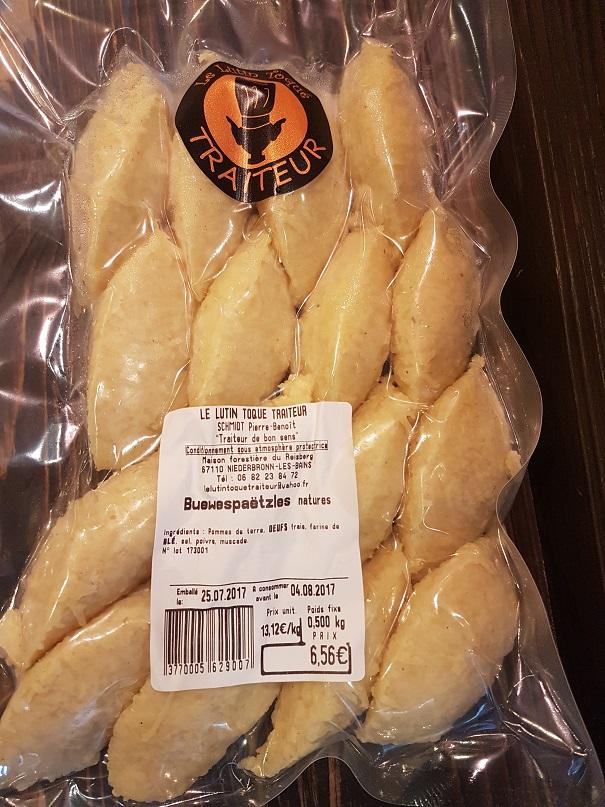 Le Lutin Toqué
TRAITEUR
LE LUTIN TOQUE TRAITEUR
SCHMIDT Pierre-Benoît
"Traiteur de bon sens"
Conditionnement sous atmosphère protectrice
Maison forestière du Reisberg
67110 NIEDERBRONN-LES-BAINS
Tél : 06 82 23 84 72
lelutintoquetraiteur@yahoo.fr
Buewespaëtzles natures
Ingrédients : Pommes de terre, OEUFS frais, farine de
BLÉ, sel, poivre, muscade
N° lot 173001
Emballé le: 25.07.2017 A consommer avant le 04.08.2017
Prix unit. Poids fixe
13,12€/kg 0,500 kg
PRIX
6,56€
3770005629007